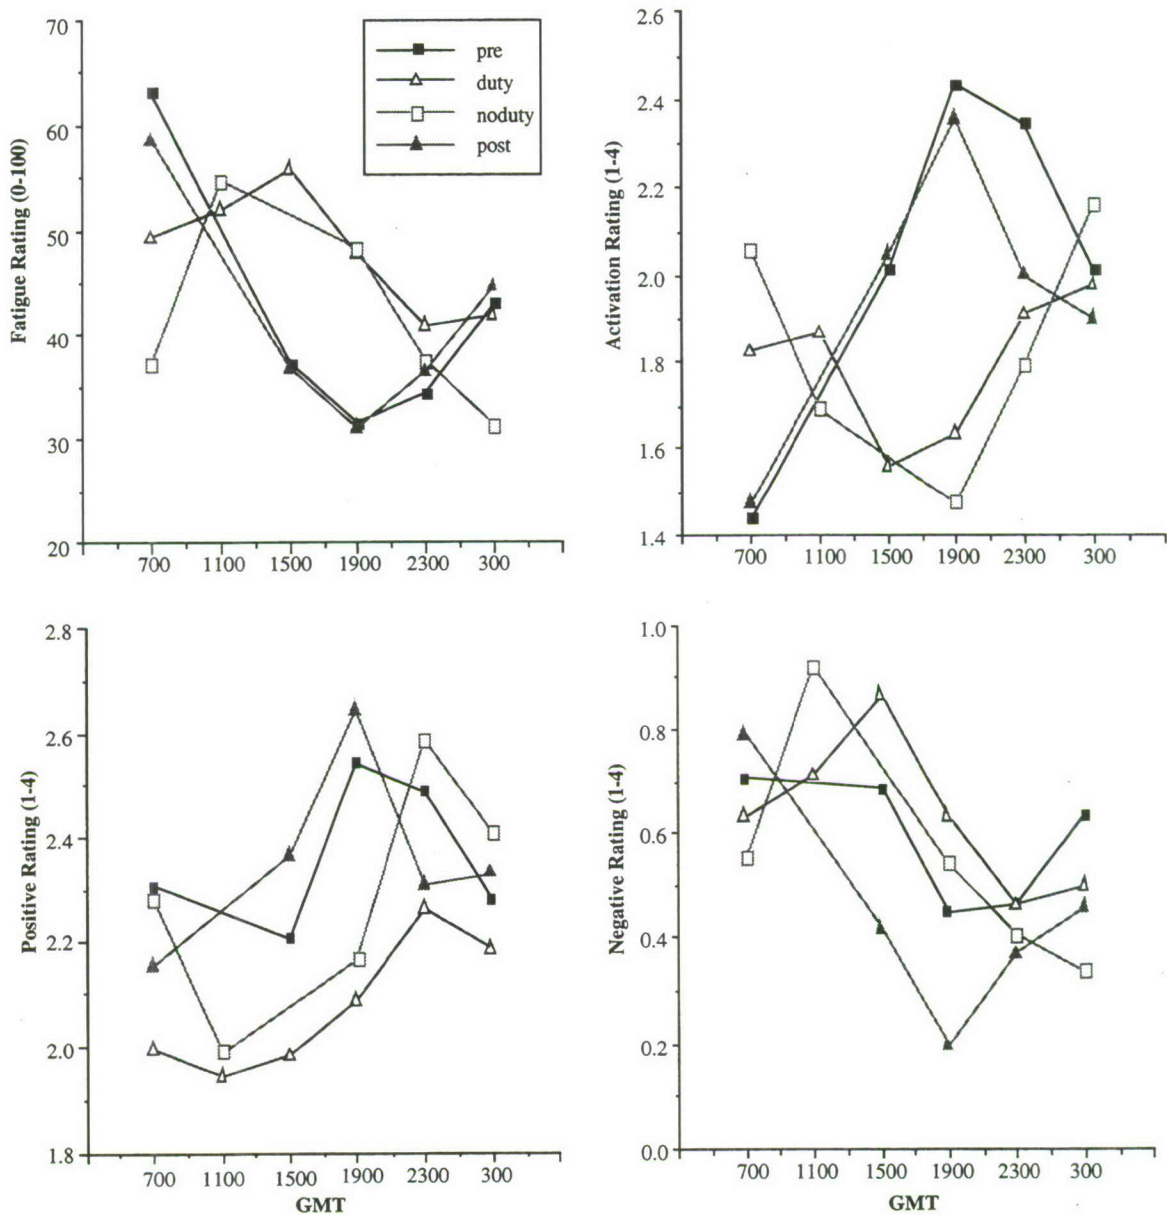 70
60
50
40
30
20
Fatigue Rating (0-100)
pre
duty
noduty
post
700 1100 1500 1900 2300 300
2.6
2.4
2.2
2.0
1.8
1.6
1.4
Activation Rating (1-4)
700 1100 1500 1900 2300 300
2.8
2.6
2.4
2.2
2.0
1.8
Positive Rating (1-4)
700 1100 1500 1900 2300 300
GMT
1.0
0.8
0.6
0.4
0.2
0.0
Negative Rating (1-4)
700 1100 1500 1900 2300 300
GMT